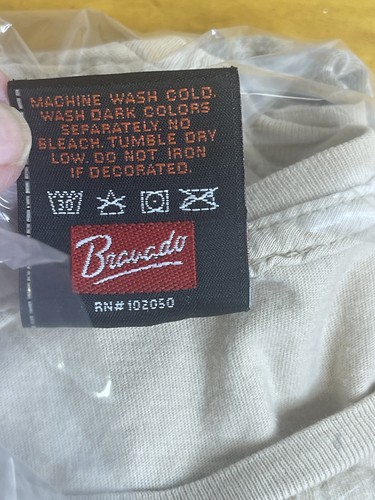 MACHINE WASH COLD.
WASH DARK COLORS
SEPARATELY. NO
BLEACH. TUMBLE DRY
LOW. DO NOT IRON
IF DECORATED.
30
Bravado
RN# 102050